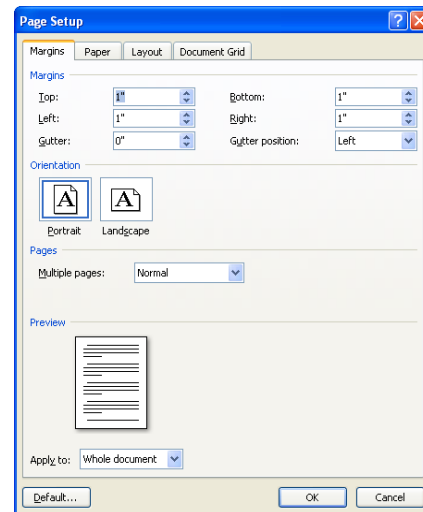 Page Setup
Margins Paper Layout Document Grid
Margins
Top: 1" Bottom: 1"
Left: 1" Right: 1"
Gutter: 0" Gutter position: Left
Orientation
A A
Portrait Landscape
Pages
Multiple pages: Normal
Preview
Apply to: Whole document
Default... OK Cancel